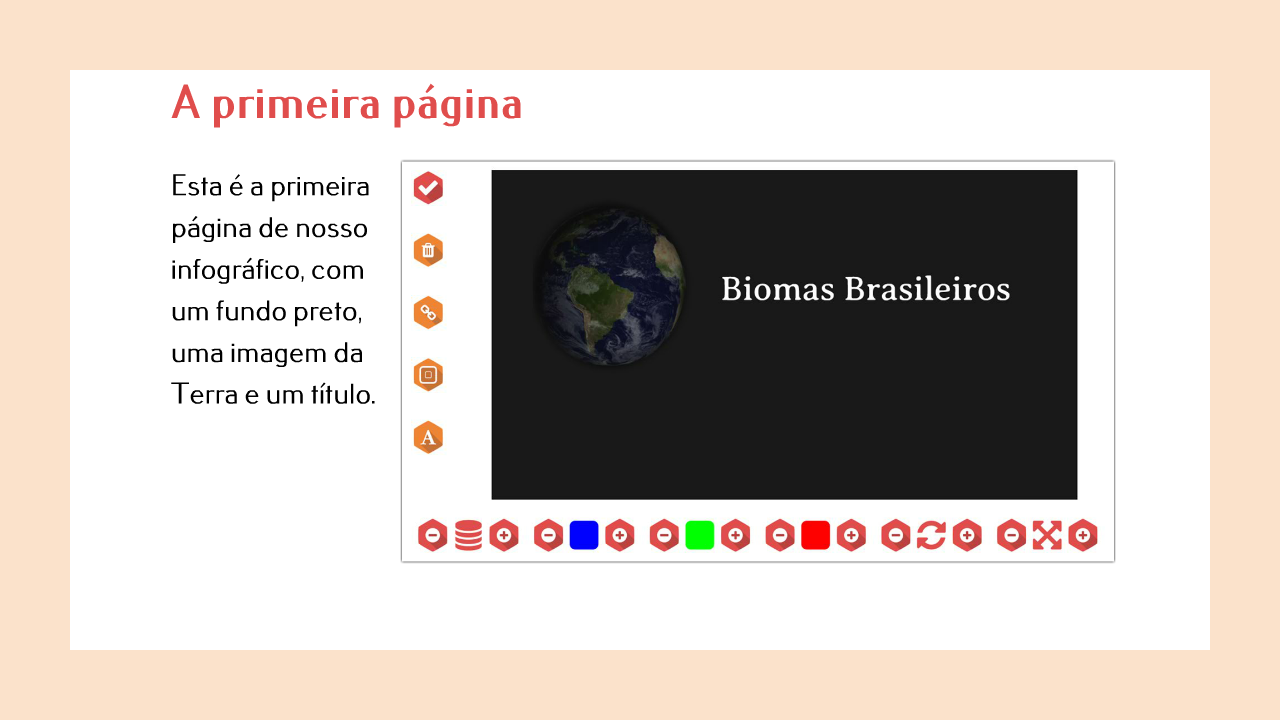 A primeira página
Esta é a primeira
página de nosso
infográfico, com
um fundo preto,
uma imagem da
Terra e um título.
Biomas Brasileiros
A